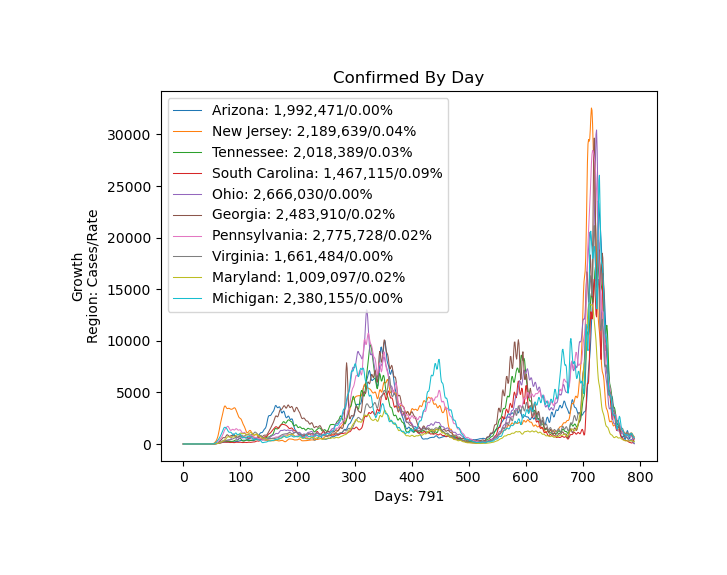 Confirmed By Day
Growth
Region: Cases/Rate
30000
25000
20000
15000
10000
5000
0
Arizona: 1,992,471/0.00%
New Jersey: 2,189,639/0.04%
Tennessee: 2,018,389/0.03%
South Carolina: 1,467,115/0.09%
Ohio: 2,666,030/0.00%
Georgia: 2,483,910/0.02%
Pennsylvania: 2,775,728/0.02%
Virginia: 1,661,484/0.00%
Maryland: 1,009,097/0.02%
Michigan: 2,380,155/0.00%
0 100 200 300 400 500 600 700 800
Days: 791